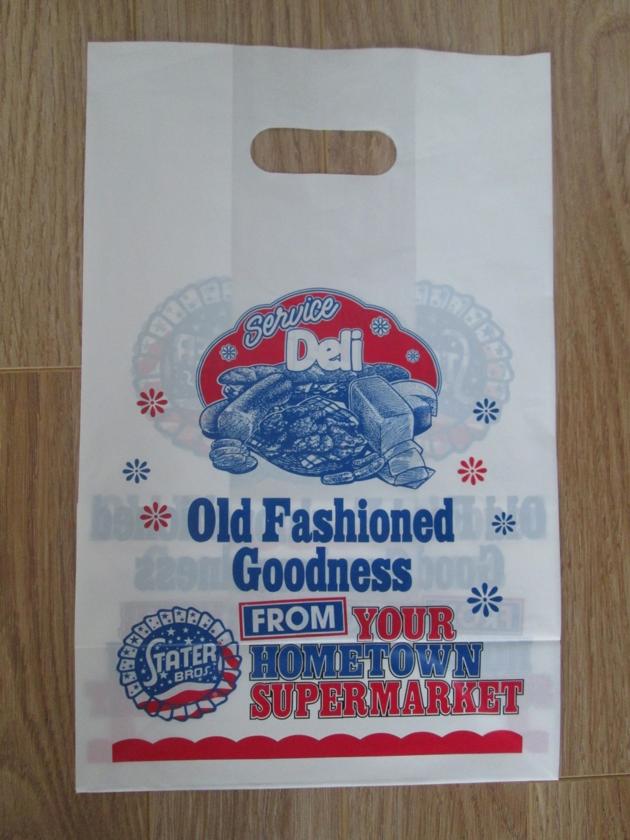 Service
Deli
Old Fashioned
Goodness
FROM YOUR
HOMETOWN
SUPERMARKET
STATER
BROS.